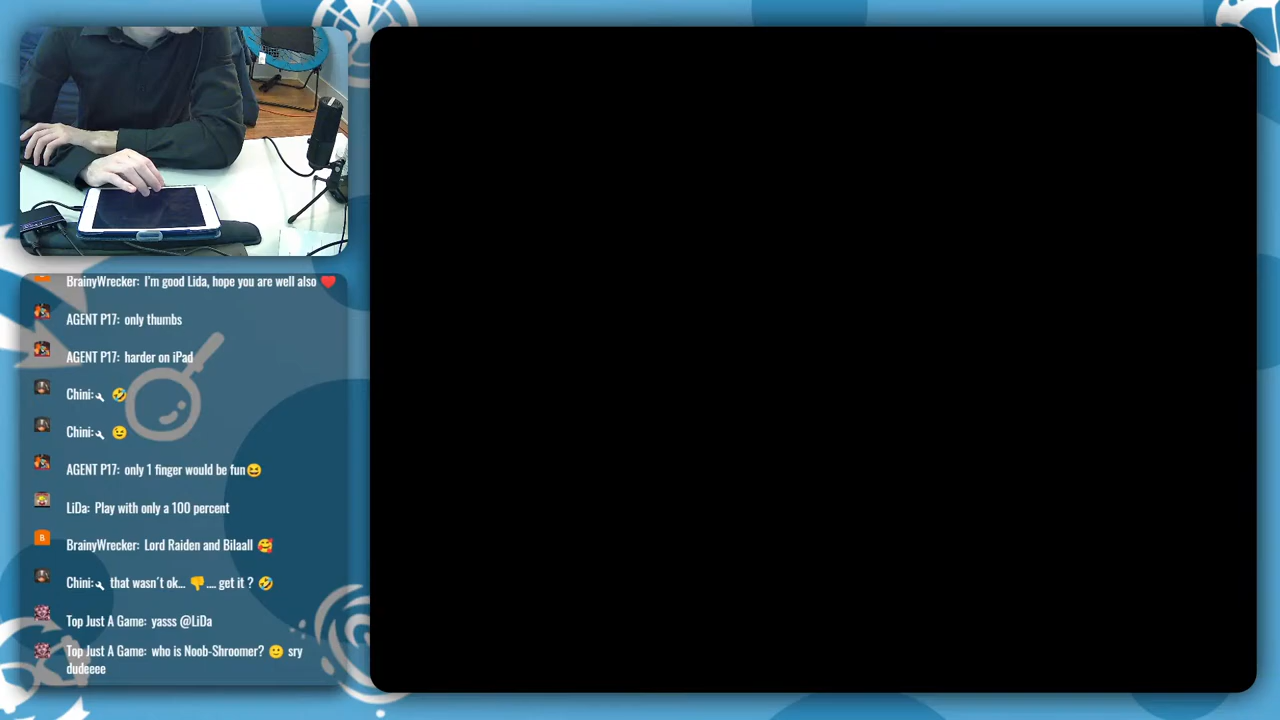 BrainyWrecker: I'm good Lida, hope you are well also ❤️
AGENT P17: only thumbs
AGENT P17: harder on iPad
Chini: 🔧 🤣
Chini: 🔧 😉
AGENT P17: only 1 finger would be fun😆
LiDa: Play with only a 100 percent
B
BrainyWrecker: Lord Raiden and Bilaall 🥰
Chini: 🔧 that wasn´t ok... 👎.... get it ? 🤣
Top Just A Game: yasss @LiDa
Top Just A Game: who is Noob-Shroomer? 🙂 sry
dudeeee